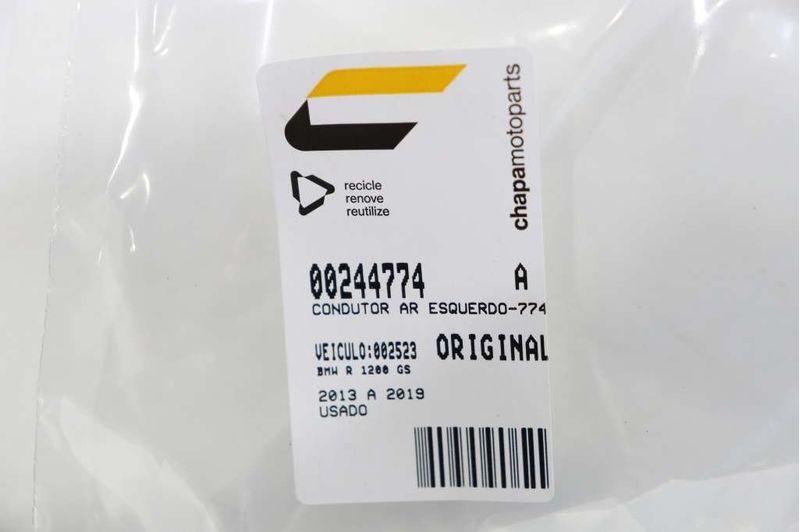 chapamotoparts
recicle
renove
reutilize
00244774 A
CONDUTOR AR ESQUERDO-774
VEICULO:002523 ORIGINAL
BMW R 1200 GS
2013 A 2019
USADO